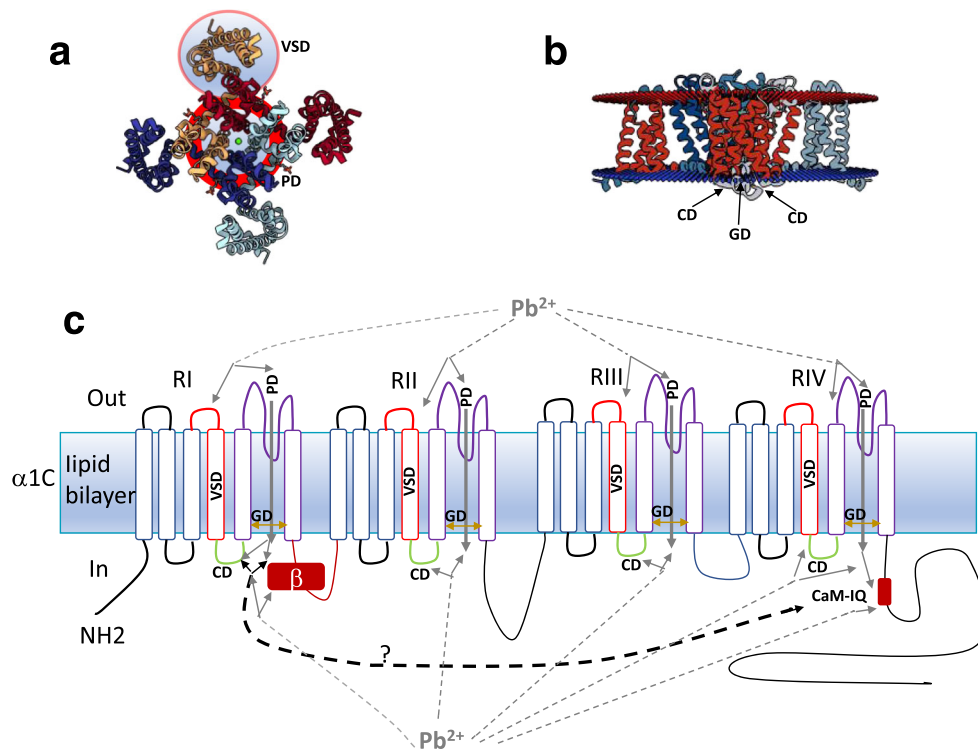 a
VSD
PD
b
CD
GD
CD
c
Pb2+
RI
RII
RIII
RIV
Out
PD
PD
PD
PD
α1C
lipid
bilayer
VSD
VSD
VSD
VSD
GD
GD
GD
GD
In
CD
β
CD
CD
CD
CaM-IQ
NH2
?
Pb2+